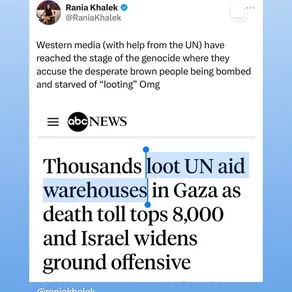 Rania Khalek
@RaniaKhalek
Western media (with help from the UN) have
reached the stage of the genocide where they
accuse the desperate brown people being bombed
and starved of “looting” Omg
abc NEWS
Thousands loot UN aid
warehouses in Gaza as
death toll tops 8,000
and Israel widens
ground offensive
@raniakhalek